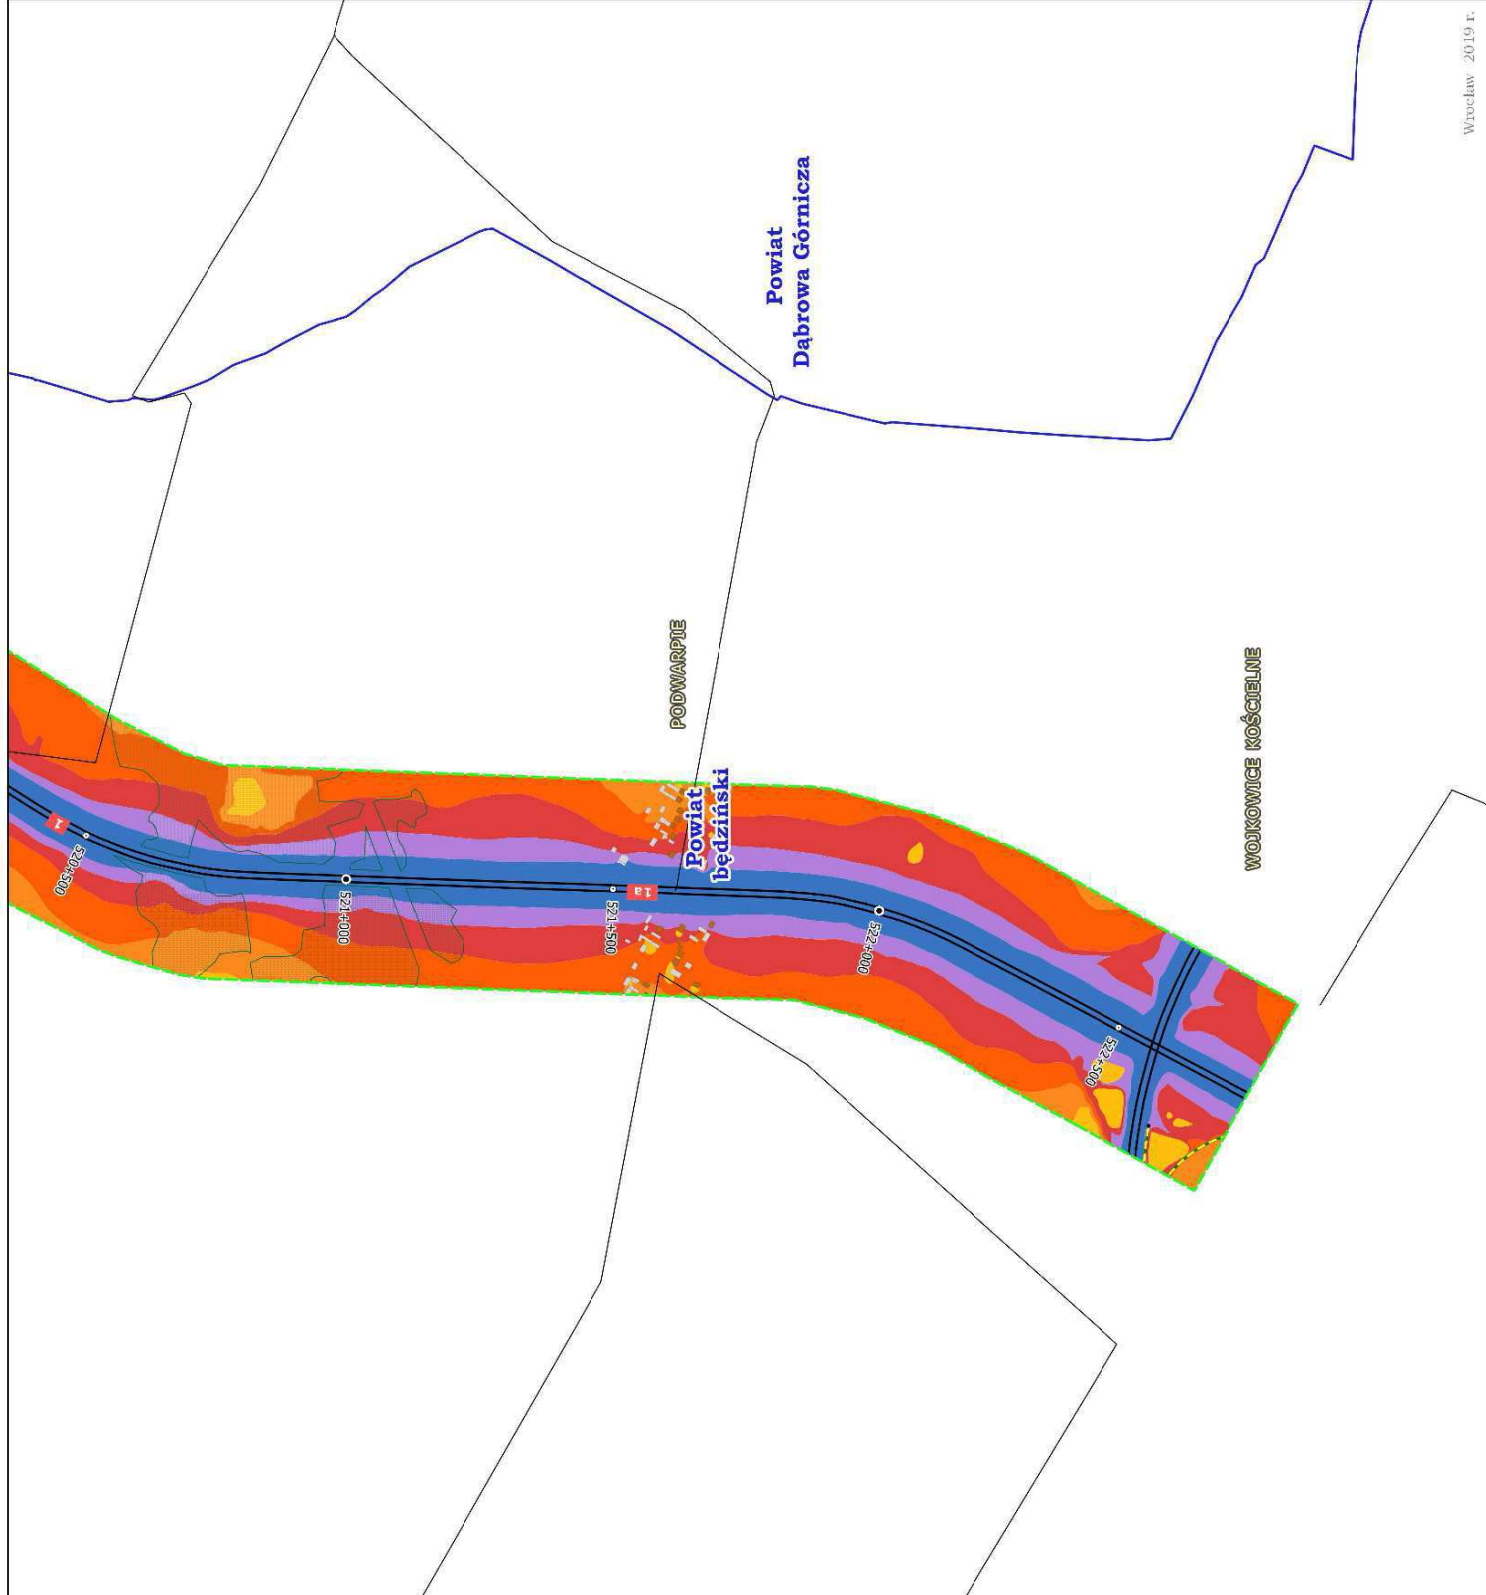 Wrocław 2019 r.
Powiat
Dąbrowa Górnicza
PODWARPIE
WOJKOWICE KOŚCIELNE
Powiat
będziński
1
520+500
521+000
521+500
1a
522+000
522+500